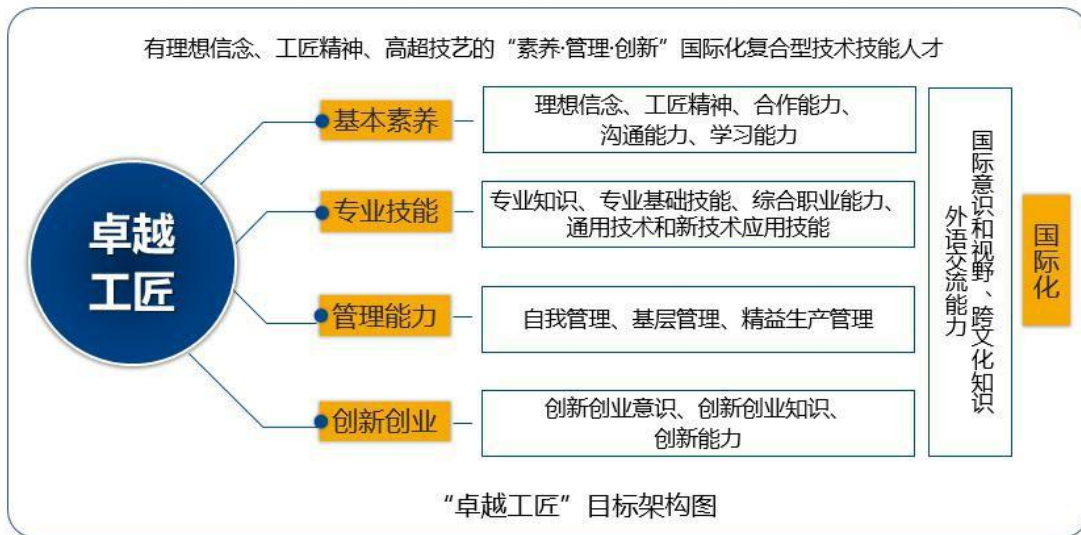 有理想信念、工匠精神、高超技艺的“素养·管理·创新”国际化复合型技术技能人才
卓越
工匠
基本素养
理想信念、工匠精神、合作能力、
沟通能力、学习能力
专业技能
专业知识、专业基础技能、综合职业能力、
通用技术和新技术应用技能
管理能力
自我管理、基层管理、精益生产管理
创新创业
创新创业意识、创新创业知识、
创新能力
国际意识和视野、跨文化知识
外语交流能力
国际化
“卓越工匠”目标架构图